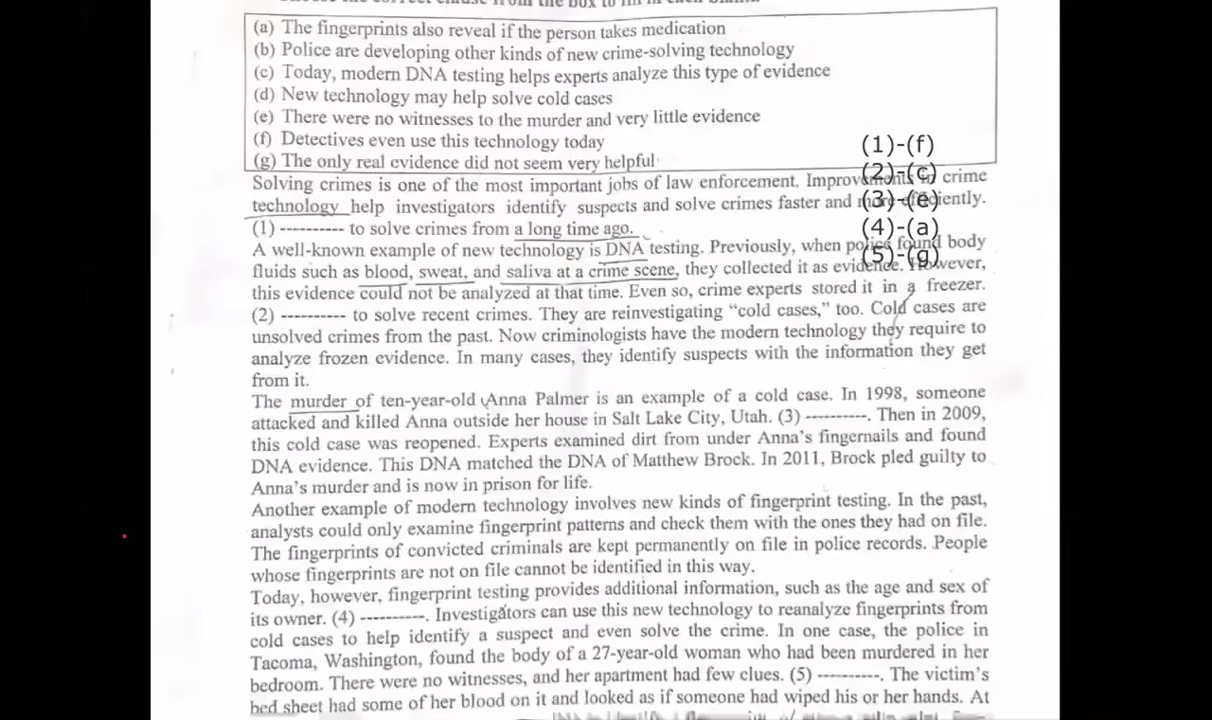 (a) The fingerprints also reveal if the person takes medication
(b) Police are developing other kinds of new crime-solving technology
(c) Today, modern DNA testing helps experts analyze this type of evidence
(d) New technology may help solve cold cases
(e) There were no witnesses to the murder and very little evidence
(f) Detectives even use this technology today
(g) The only real evidence did not seem very helpful
(1)-(f)
(2)-(c)
(3)-(e)
(4)-(a)
(5)-(g)
Solving crimes is one of the most important jobs of law enforcement. Improvements in crime
technology help investigators identify suspects and solve crimes faster and more efficiently.
(1) ---------- to solve crimes from a long time ago.
A well-known example of new technology is DNA testing. Previously, when police found body
fluids such as blood, sweat, and saliva at a crime scene, they collected it as evidence. However,
this evidence could not be analyzed at that time. Even so, crime experts stored it in a freezer.
(2) ---------- to solve recent crimes. They are reinvestigating “cold cases,” too. Cold cases are
unsolved crimes from the past. Now criminologists have the modern technology they require to
analyze frozen evidence. In many cases, they identify suspects with the information they get
from it.
The murder of ten-year-old Anna Palmer is an example of a cold case. In 1998, someone
attacked and killed Anna outside her house in Salt Lake City, Utah. (3) ----------. Then in 2009,
this cold case was reopened. Experts examined dirt from under Anna’s fingernails and found
DNA evidence. This DNA matched the DNA of Matthew Brock. In 2011, Brock pled guilty to
Anna’s murder and is now in prison for life.
Another example of modern technology involves new kinds of fingerprint testing. In the past,
analysts could only examine fingerprint patterns and check them with the ones they had on file.
The fingerprints of convicted criminals are kept permanently on file in police records. People
whose fingerprints are not on file cannot be identified in this way.
Today, however, fingerprint testing provides additional information, such as the age and sex of
its owner. (4) ----------. Investigators can use this new technology to reanalyze fingerprints from
cold cases to help identify a suspect and even solve the crime. In one case, the police in
Tacoma, Washington, found the body of a 27-year-old woman who had been murdered in her
bedroom. There were no witnesses, and her apartment had few clues. (5) ----------. The victim’s
bed sheet had some of her blood on it and looked as if someone had wiped his or her hands. At